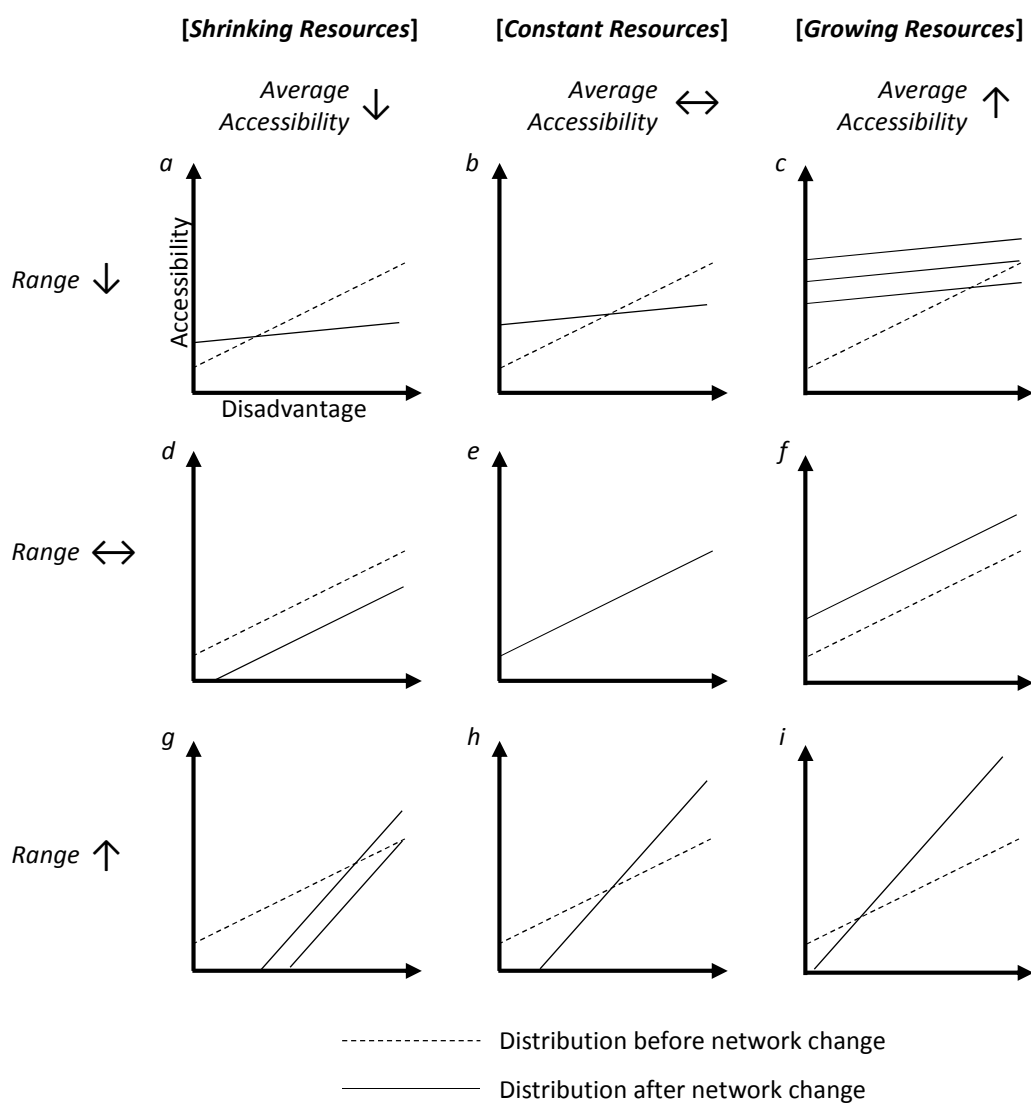 [Shrinking Resources] [Constant Resources] [Growing Resources]
Average Average Average
Accessibility Accessibility Accessibility
a b c
Accessibility
Range
Disadvantage
d e f
Range
g h i
Range
Distribution before network change
Distribution after network change